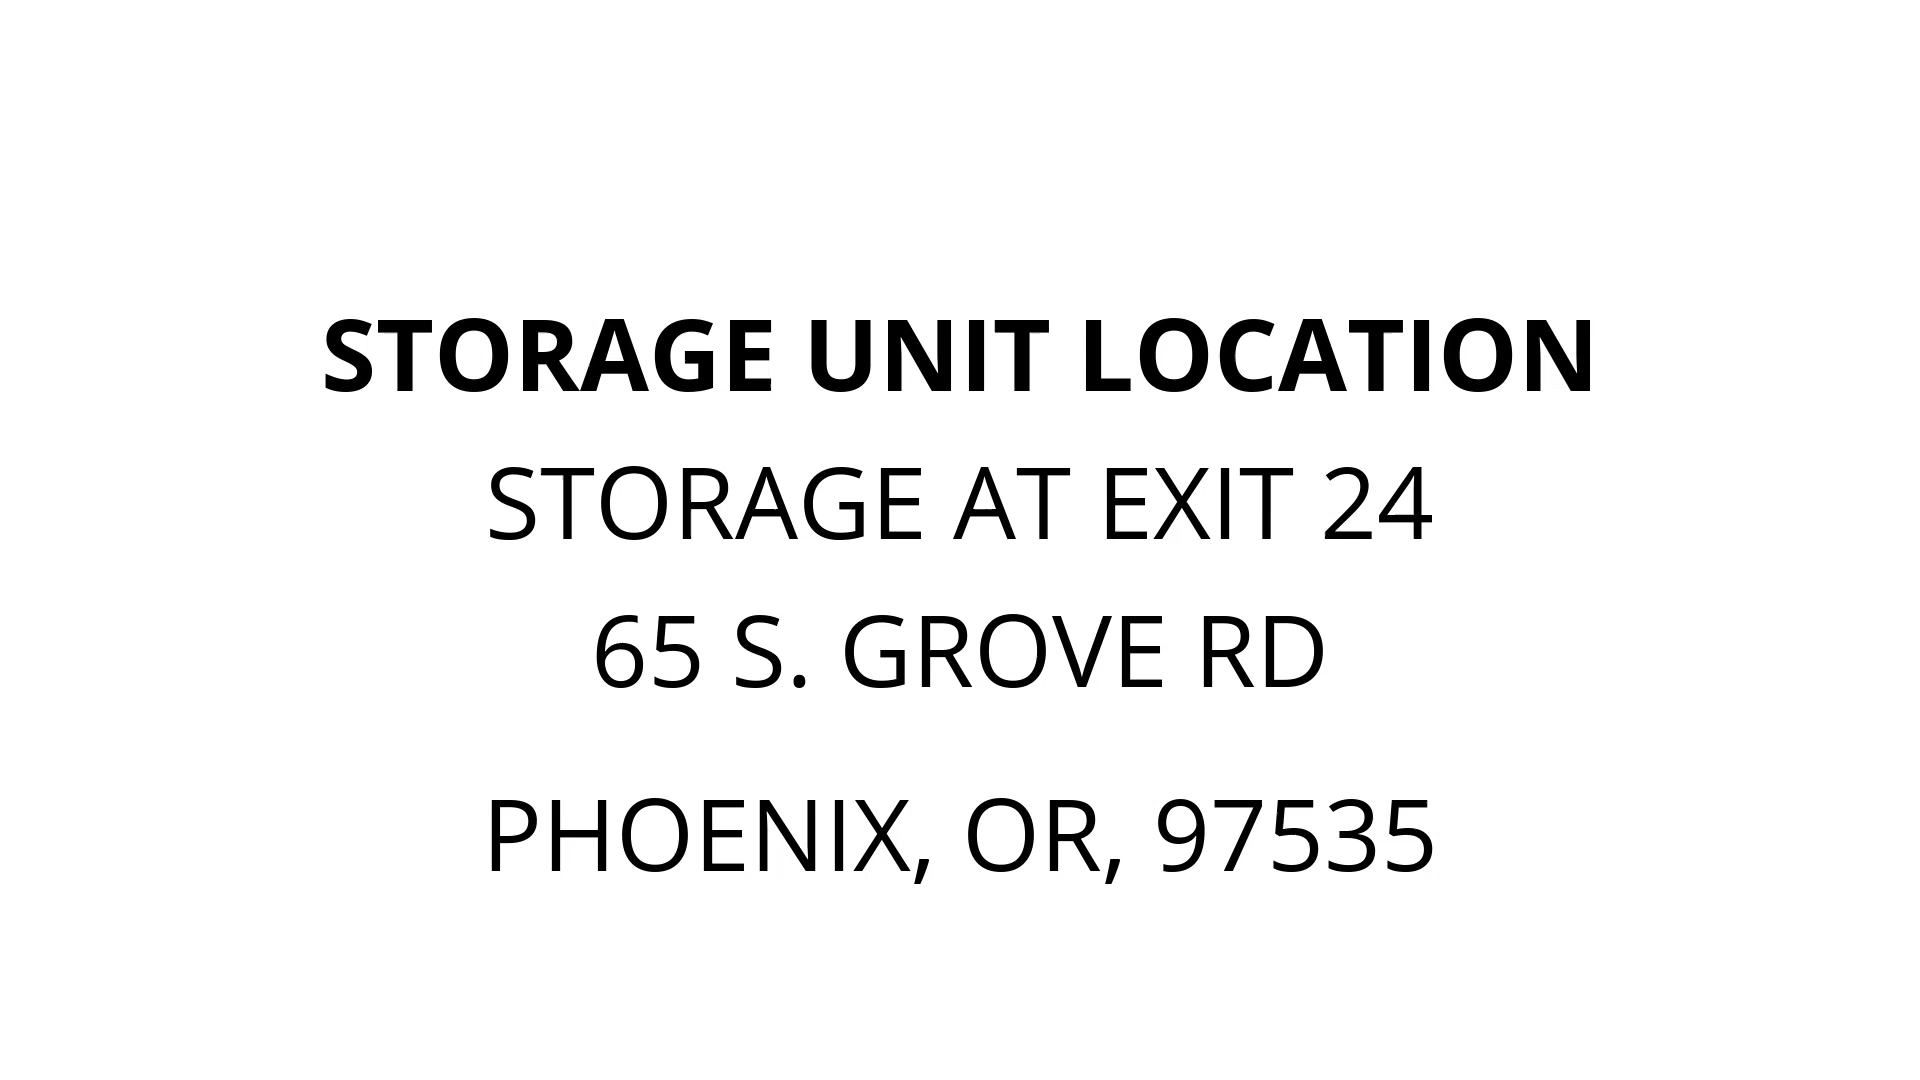 STORAGE UNIT LOCATION
STORAGE AT EXIT 24
65 S. GROVE RD
PHOENIX, OR, 97535